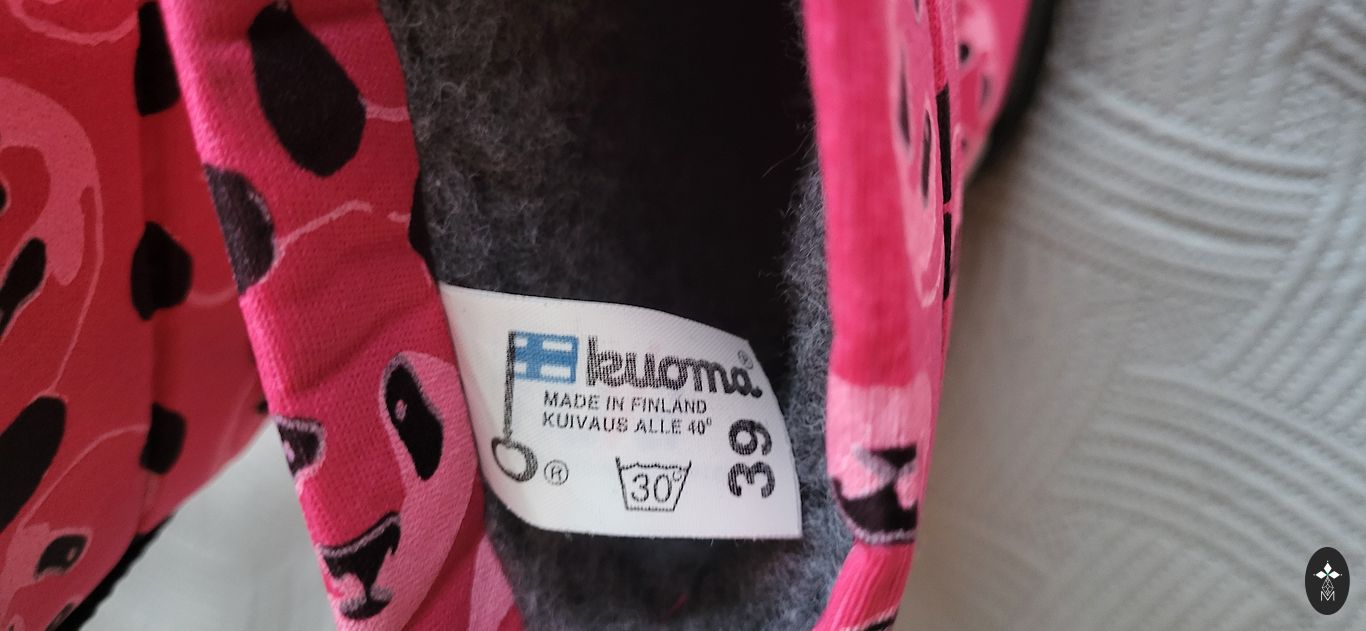 kuoma®
MADE IN FINLAND
KUIVAUS ALLE 40°
39
®
30°
M